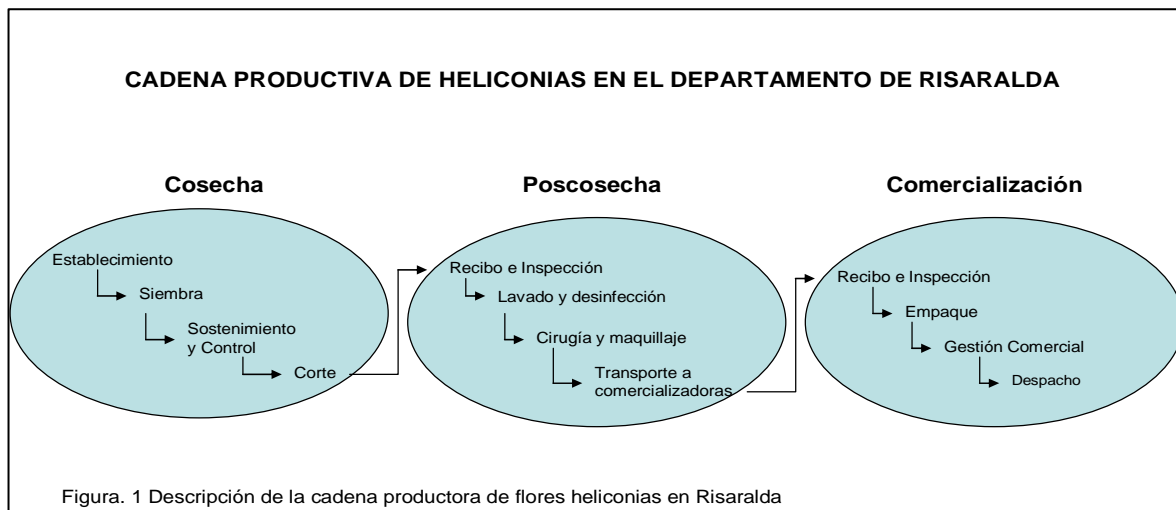 CADENA PRODUCTIVA DE HELICONIAS EN EL DEPARTAMENTO DE RISARALDA
Cosecha
Establecimiento
Siembra
Sostenimiento
y Control
Corte
Poscosecha
Recibo e Inspección
Lavado y desinfección
Cirugía y maquillaje
Transporte a
comercializadoras
Comercialización
Recibo e Inspección
Empaque
Gestión Comercial
Despacho
Figura. 1 Descripción de la cadena productora de flores heliconias en Risaralda